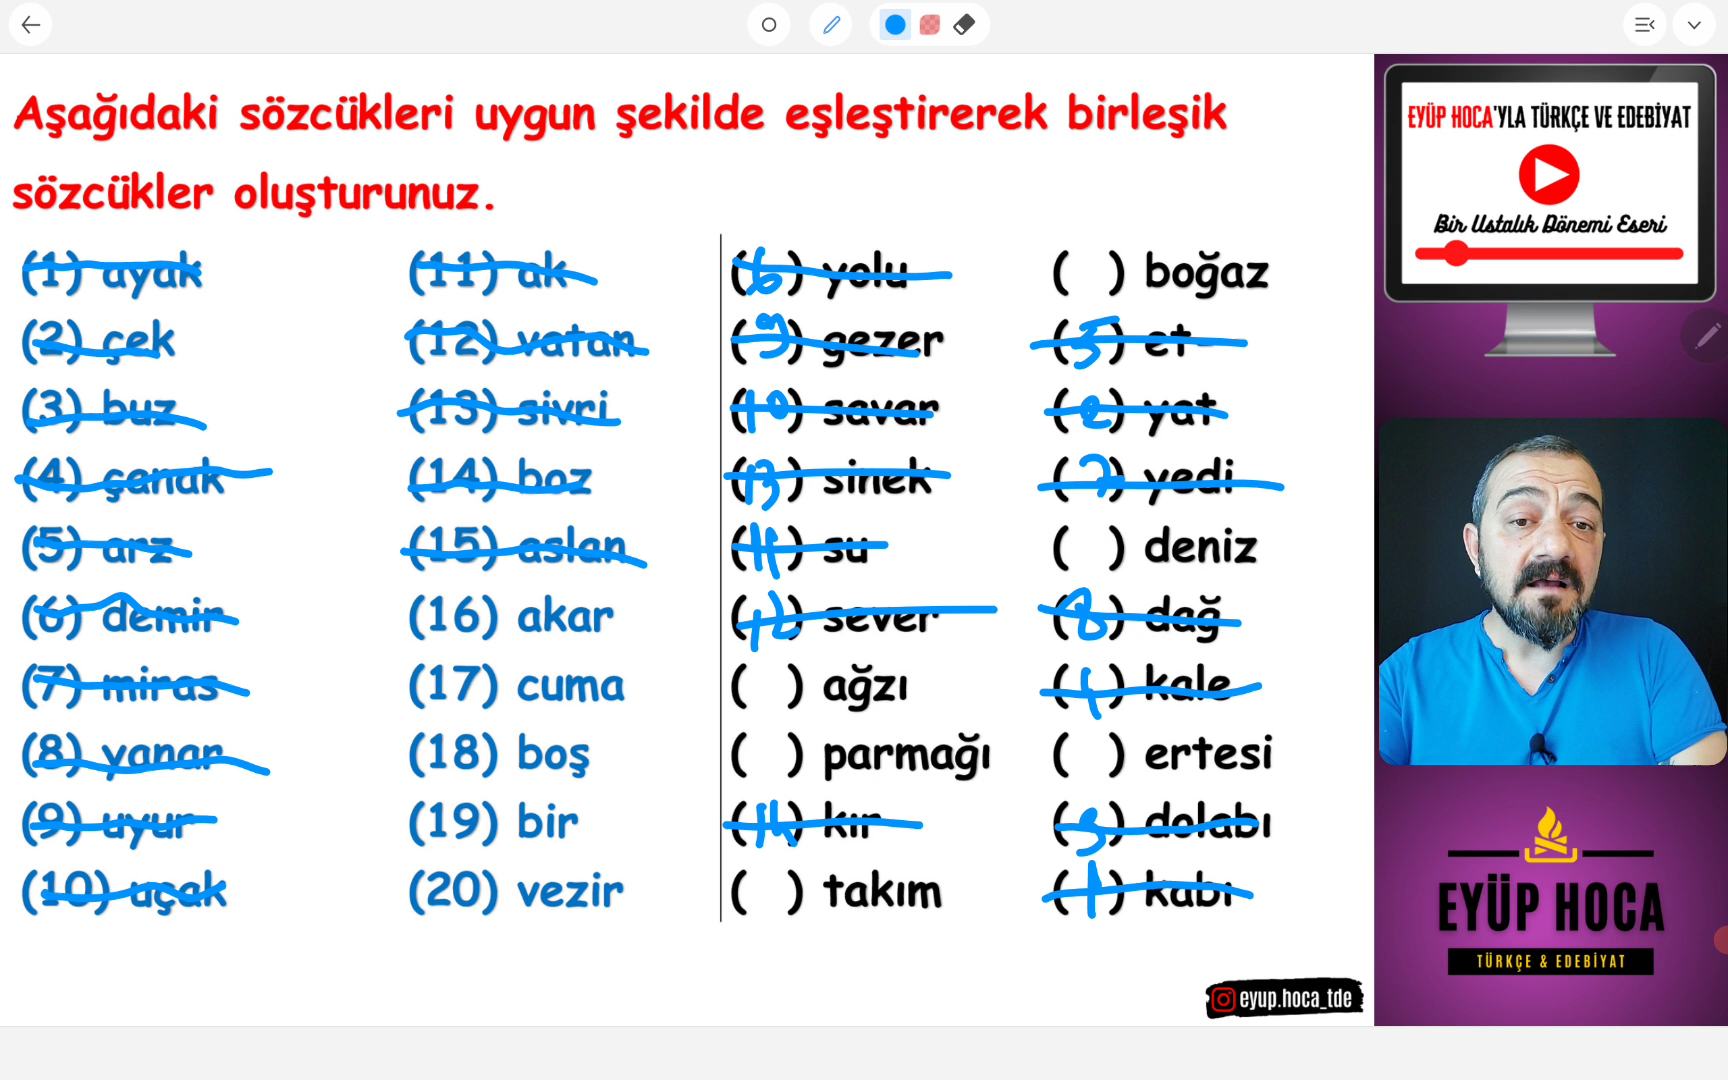 Aşağıdaki sözcükleri uygun şekilde eşleştirerek birleşik
sözcükler oluşturunuz.
(1) ayak
(2) çek
(3) buz
(4) çanak
(5) arz
(6) demir
(7) miras
(8) yanar
(9) uyur
(10) uçak
(11) ak
(12) vatan
(13) sivri
(14) boz
(15) aslan
(16) akar
(17) cuma
(18) boş
(19) bir
(20) vezir
(6) yolu
(9) gezer
(10) savar
(13) sinek
(11) su
(12) sever
( ) ağzı
( ) parmağı
(14) kır
( ) takım
( ) boğaz
(5) et
(2) yat
(7) yedi
( ) deniz
(8) dağ
(4) kale
( ) ertesi
(3) dolabı
(1) kabı
eyup.hoca_tde
EYÜP HOCA'YLA TÜRKÇE VE EDEBİYAT
Bir Ustalık Dönemi Eseri
EYÜP HOCA
TÜRKÇE & EDEBİYAT